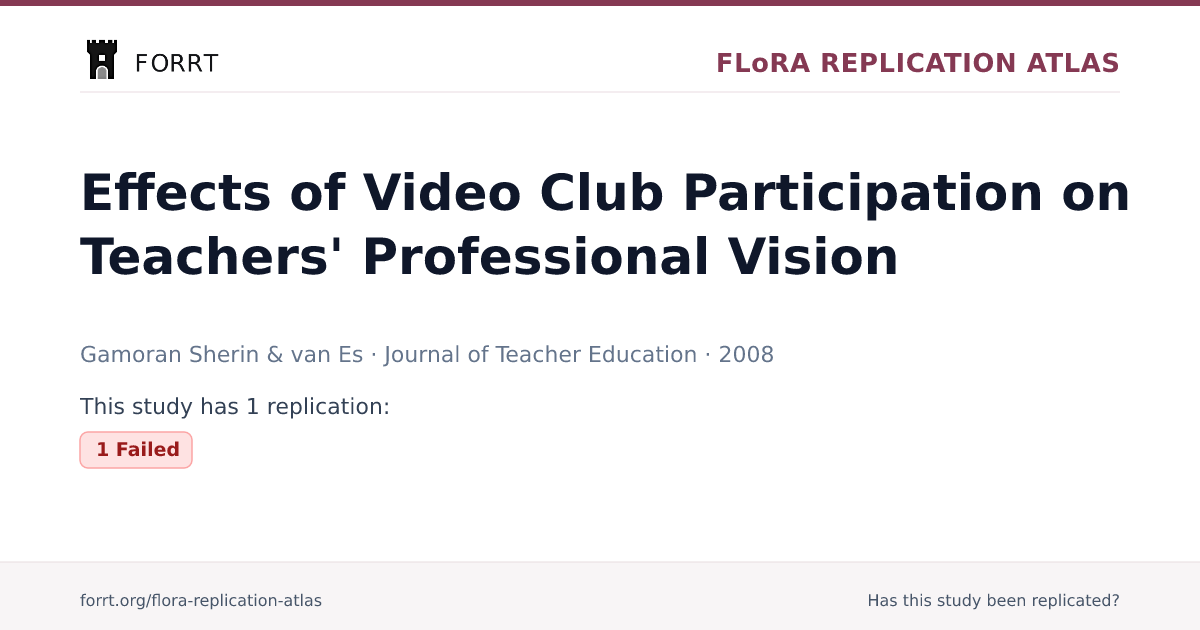 FORRT
FLoRA REPLICATION ATLAS
Effects of Video Club Participation on
Teachers' Professional Vision
Gamoran Sherin & van Es · Journal of Teacher Education · 2008
This study has 1 replication:
1 Failed
forrt.org/flora-replication-atlas
Has this study been replicated?